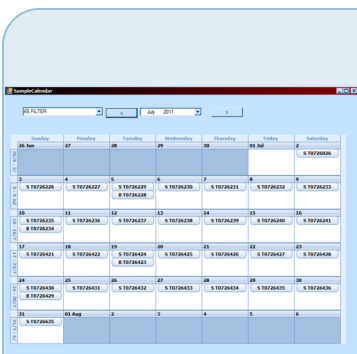 SampleCalendar
65 FILTER
<
July 2011
>
Sunday Monday Tuesday Wednesday Thursday Friday Saturday
26 Jun 27 28 29 30 01 Jul 2
S T0726026
3 4 5 6 7 8 9
S T0726226 S T0726227 S T0726229 S T0726230 S T0726231 S T0726232 S T0726233
B T0726228
10 11 12 13 14 15 16
S T0726235 S T0726236 S T0726237 S T0726238 S T0726239 S T0726240 S T0726241
B T0726234
17 18 19 20 21 22 23
S T0726421 S T0726422 S T0726424 S T0726425 S T0726426 S T0726427 S T0726428
B T0726423
24 25 26 27 28 29 30
S T0726430 S T0726431 S T0726432 S T0726433 S T0726434 S T0726435 S T0726436
B T0726429
31 01 Aug 2 3 4 5 6
S T0726635